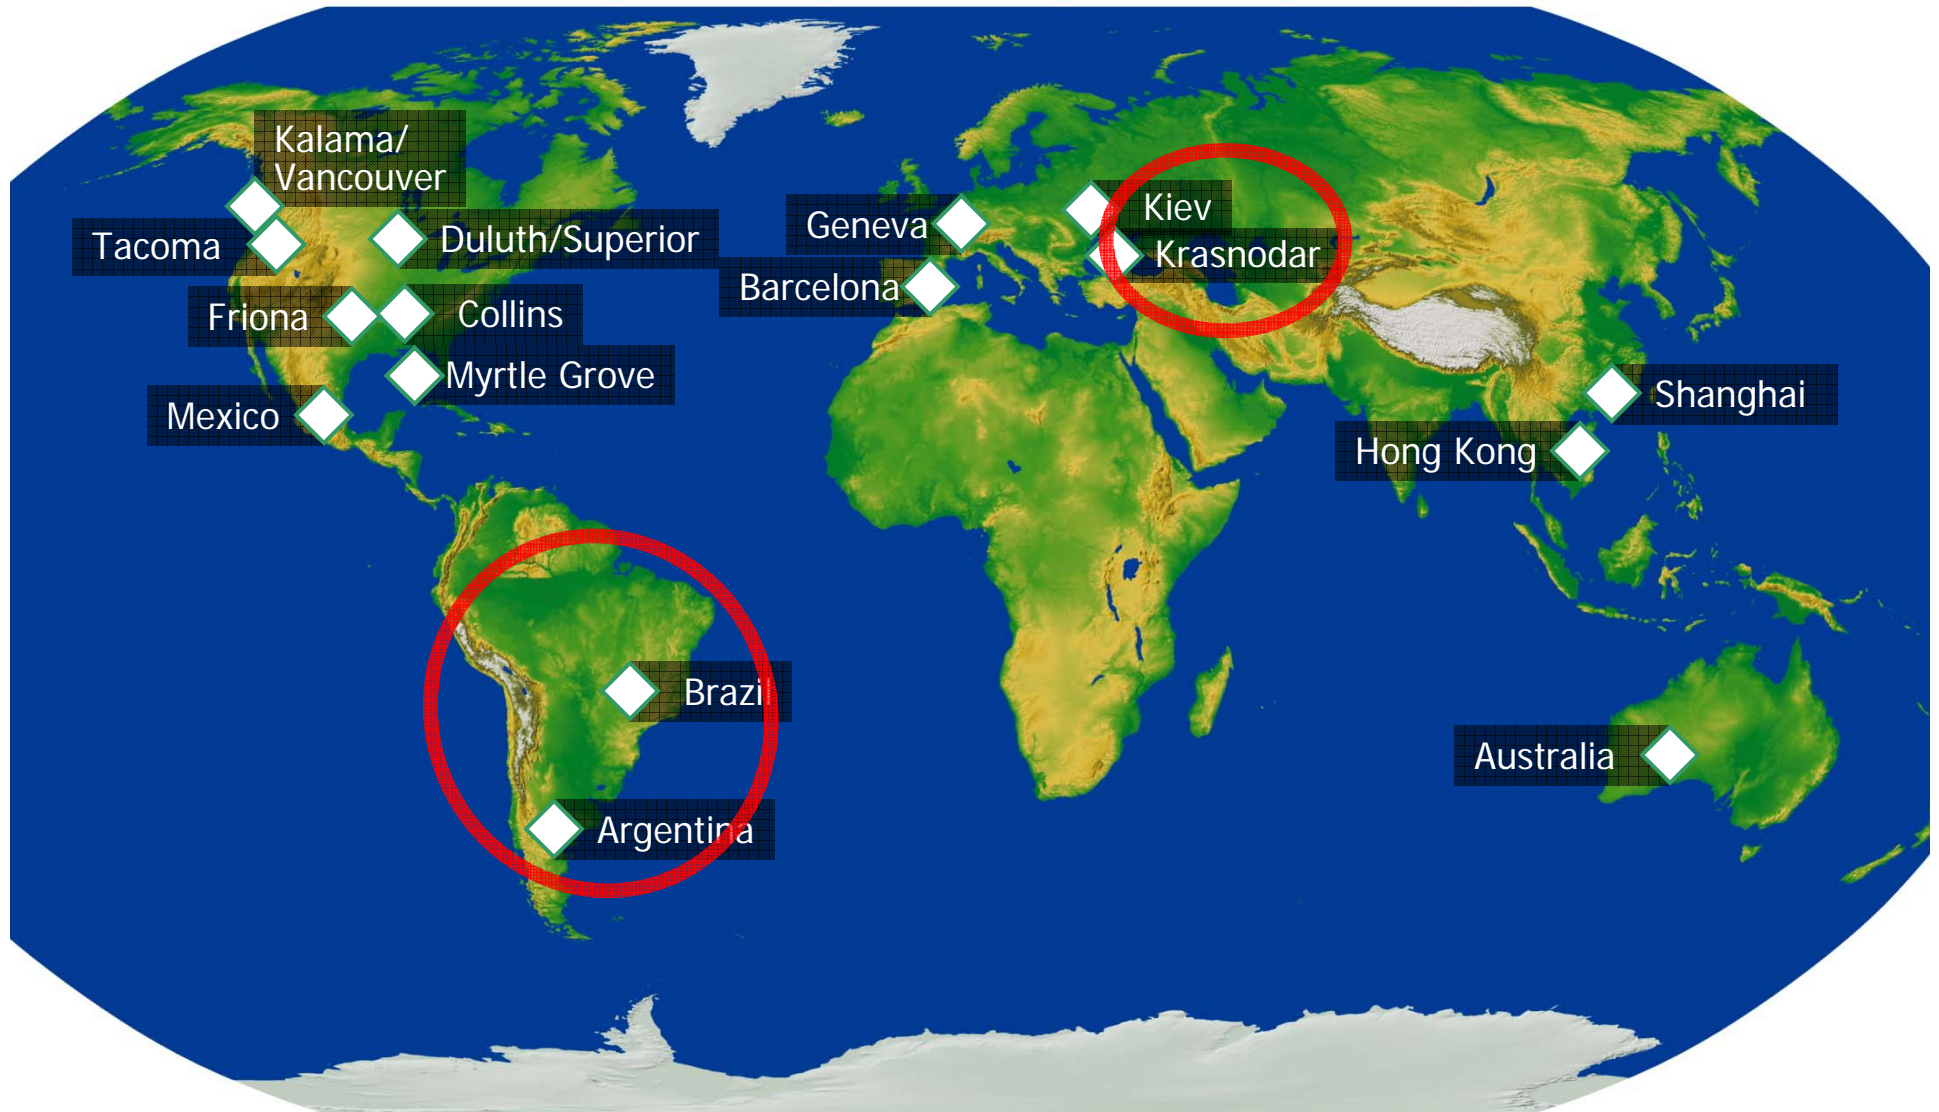 Kalama/
Vancouver
Tacoma
Duluth/Superior
Geneva
Kiev
Krasnodar
Barcelona
Friona
Collins
Myrtle Grove
Mexico
Shanghai
Hong Kong
Brazil
Argentina
Australia